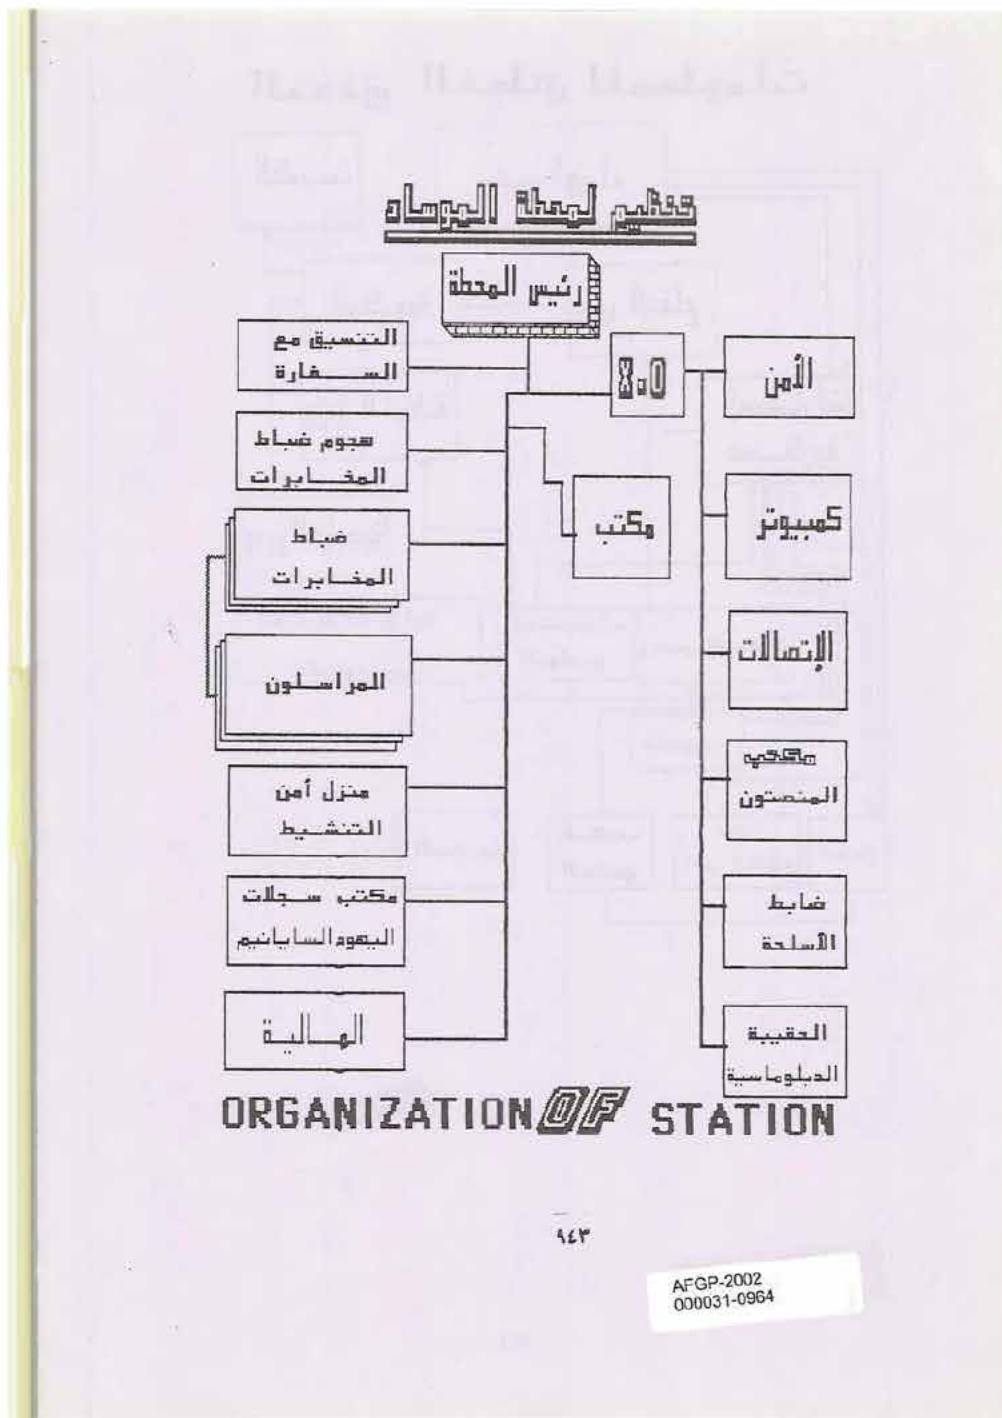 تنظيم لمحطة الموساد
رئيس المحطة
التنسيق مع
السفارة
X.O
الأمن
هجوم ضباط
المخابرات
مكتب
كمبيوتر
ضباط
المخابرات
الإتصالات
المراسلون
مكتب
المنصتون
منزل أمن
التنشيط
ضابط
الأسلحة
مكتب سجلات
اليهود السايانيم
المالية
الحقيبة
الدبلوماسية
ORGANIZATION OF STATION
٩٤٣
AFGP-2002
000031-0964